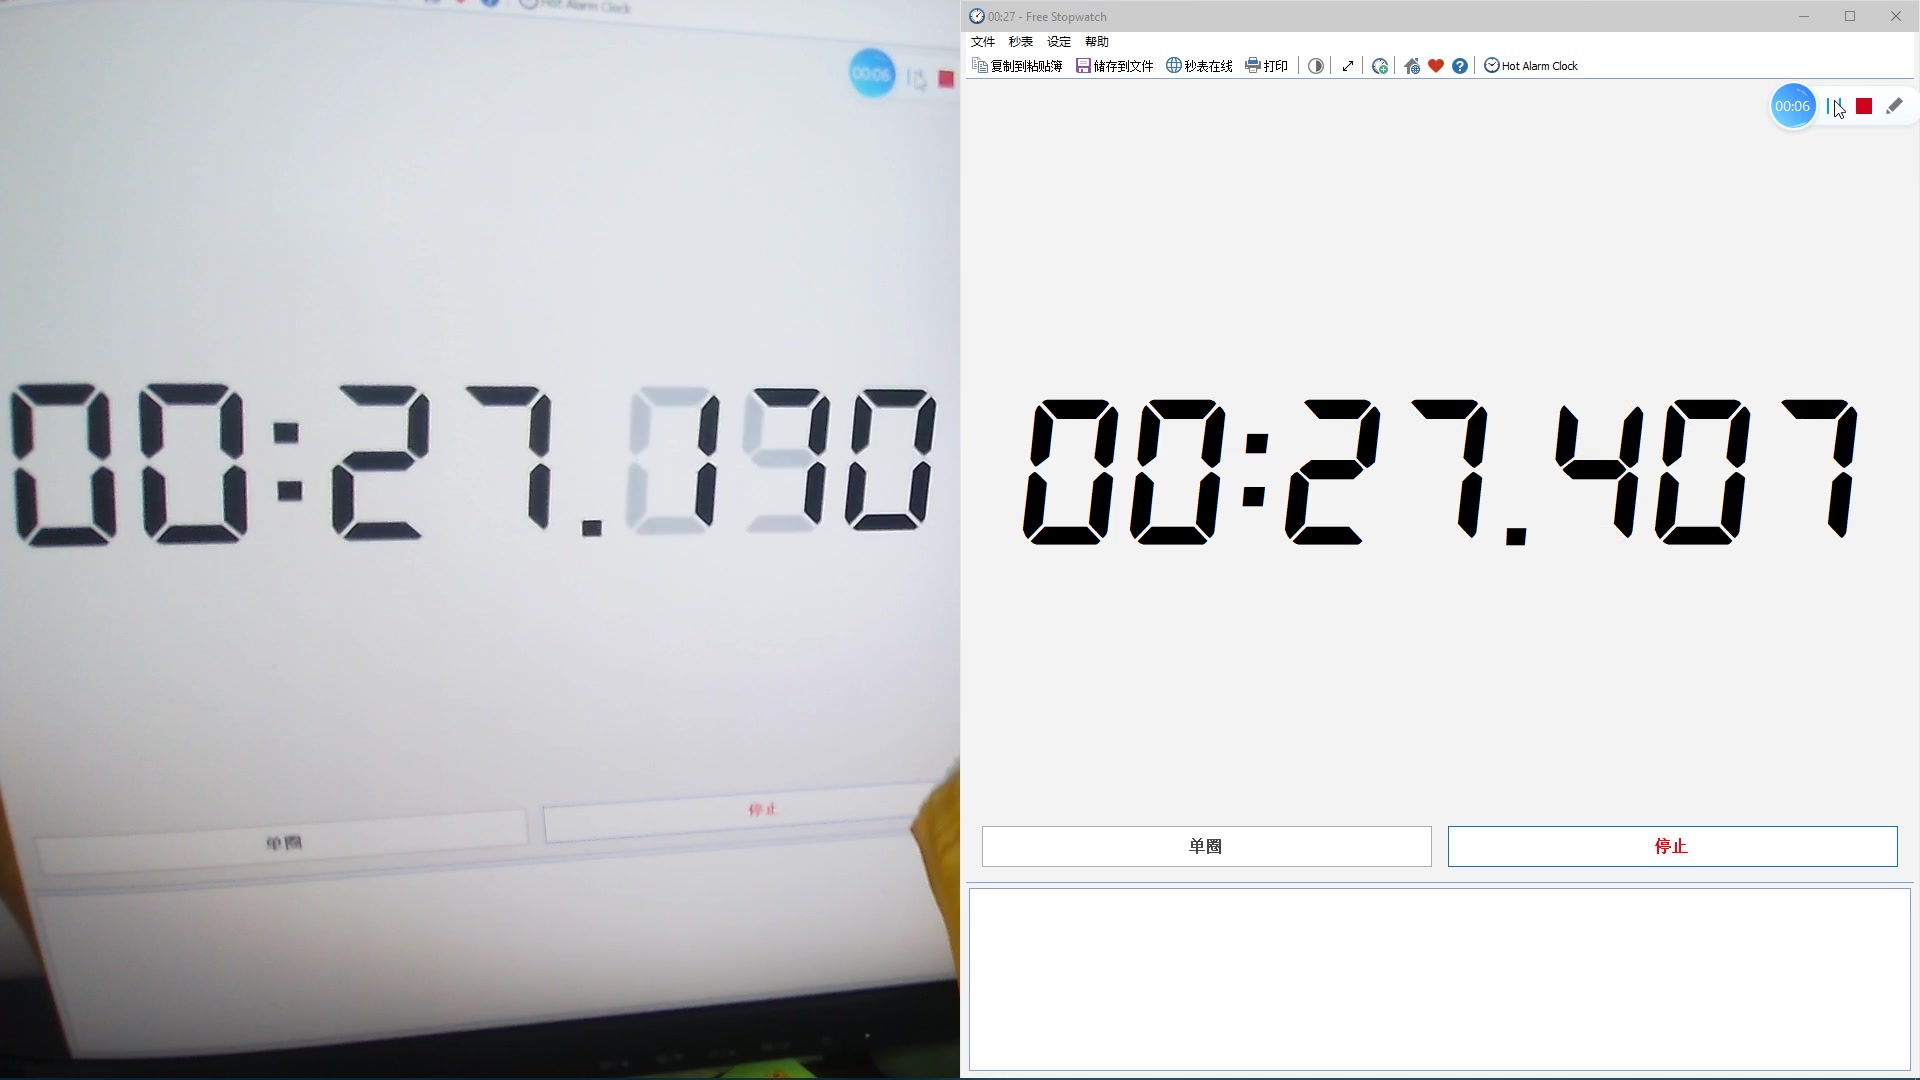 Hot Alarm Clock
00:06
00:27.170
单圈
停止
00:27 - Free Stopwatch
文件 秒表 设定 帮助
复制到粘贴簿 储存到文件 秒表在线 打印 Hot Alarm Clock
00:06
00:27.407
单圈 停止